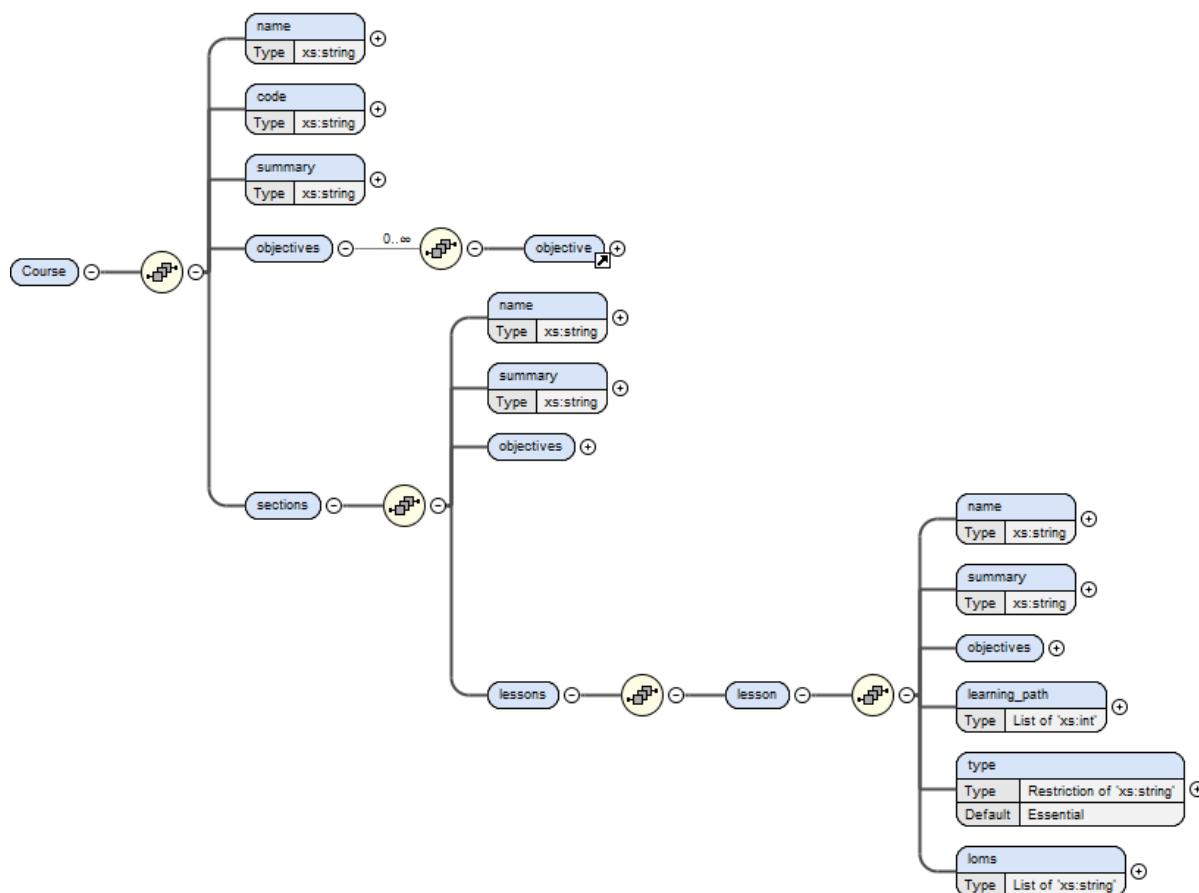 name
Type xs:string
code
Type xs:string
summary
Type xs:string
Course
objectives
0..∞
objective
name
Type xs:string
summary
Type xs:string
objectives
sections
name
Type xs:string
summary
Type xs:string
objectives
lessons
lesson
learning_path
Type List of 'xs:int'
type
Type Restriction of 'xs:string'
Default Essential
loms
Type List of 'xs:string'